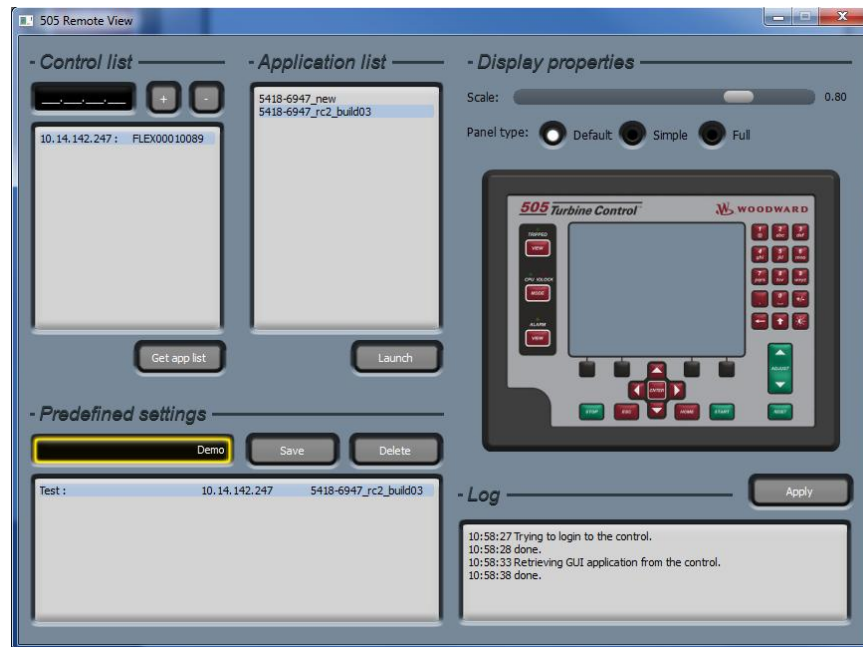 505 Remote View
- Control list
__.__.__.__
+
-
10.14.142.247 : FLEX00010089
Get app list
- Application list
5418-6947_new
5418-6947_rc2_build03
Launch
- Display properties
Scale:
0.80
Panel type:
Default
Simple
Full
505 Turbine Control
WOODWARD
TRIPPED
VIEW
MODE
ALARM
VIEW
ADJUST
ENTER
STOP
ESC
HOME
START
RESET
- Predefined settings
Demo
Save
Delete
Test : 10.14.142.247 5418-6947_rc2_build03
- Log
Apply
10:58:27 Trying to login to the control.
10:58:28 done.
10:58:33 Retrieving GUI application from the control.
10:58:38 done.